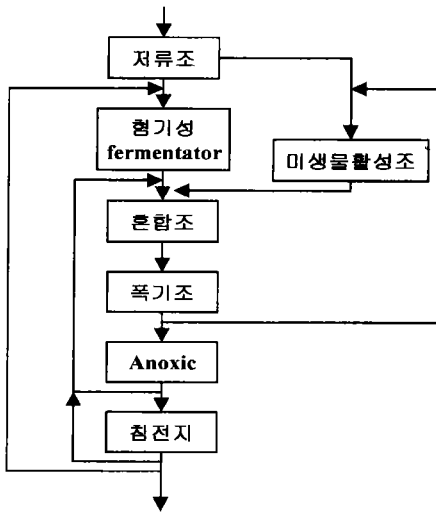 저류조
혐기성
fermentator
미생물활성조
혼합조
폭기조
Anoxic
침전지